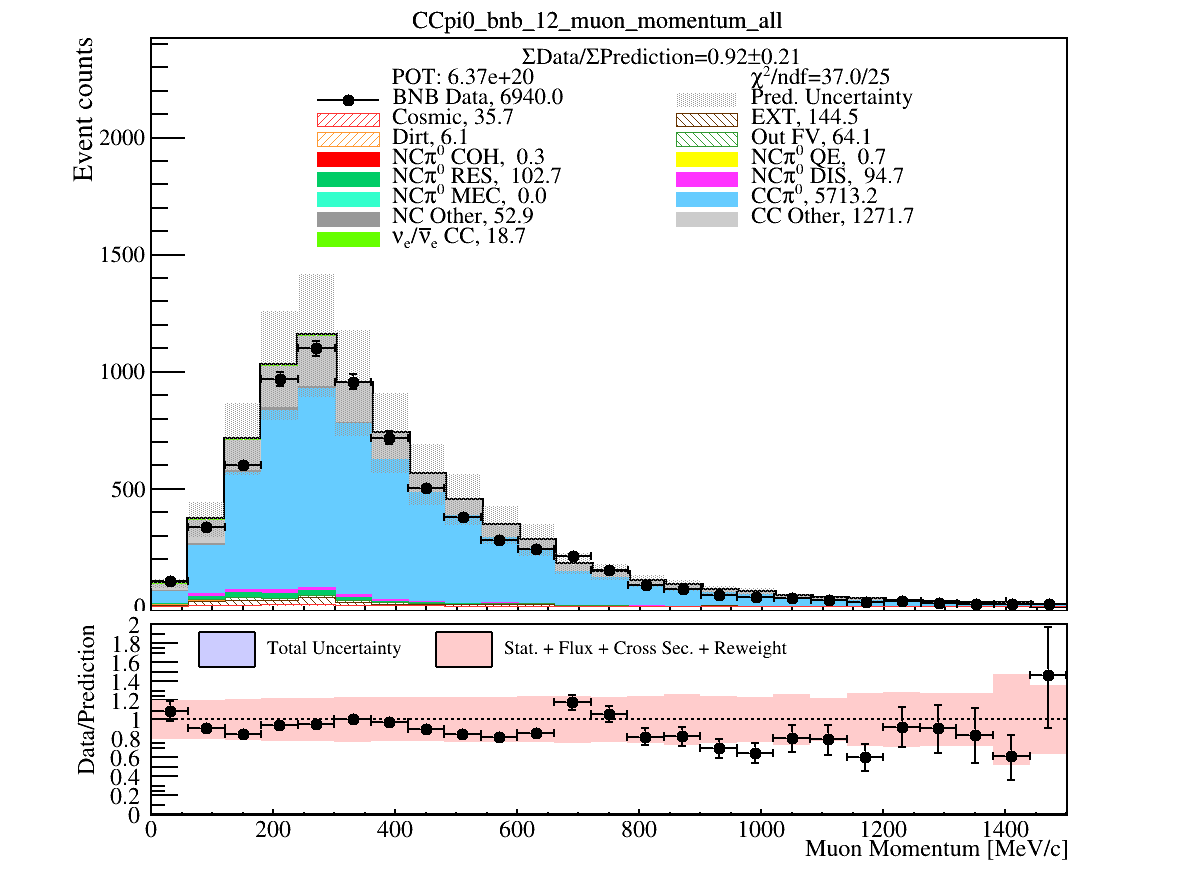 CCpi0_bnb_12_muon_momentum_all
ΣData/ΣPrediction=0.92±0.21
POT: 6.37e+20
χ²/ndf=37.0/25
BNB Data, 6940.0
Pred. Uncertainty
Cosmic, 35.7
EXT, 144.5
Dirt, 6.1
Out FV, 64.1
NCπ⁰ COH, 0.3
NCπ⁰ QE, 0.7
NCπ⁰ RES, 102.7
NCπ⁰ DIS, 94.7
NCπ⁰ MEC, 0.0
CCπ⁰, 5713.2
NC Other, 52.9
CC Other, 1271.7
νₑ/ν̅ₑ CC, 18.7
Event counts
2000
1500
1000
500
0
Total Uncertainty
Stat. + Flux + Cross Sec. + Reweight
Data/Prediction
2
1.8
1.6
1.4
1.2
1
0.8
0.6
0.4
0.2
0
0 200 400 600 800 1000 1200 1400
Muon Momentum [MeV/c]